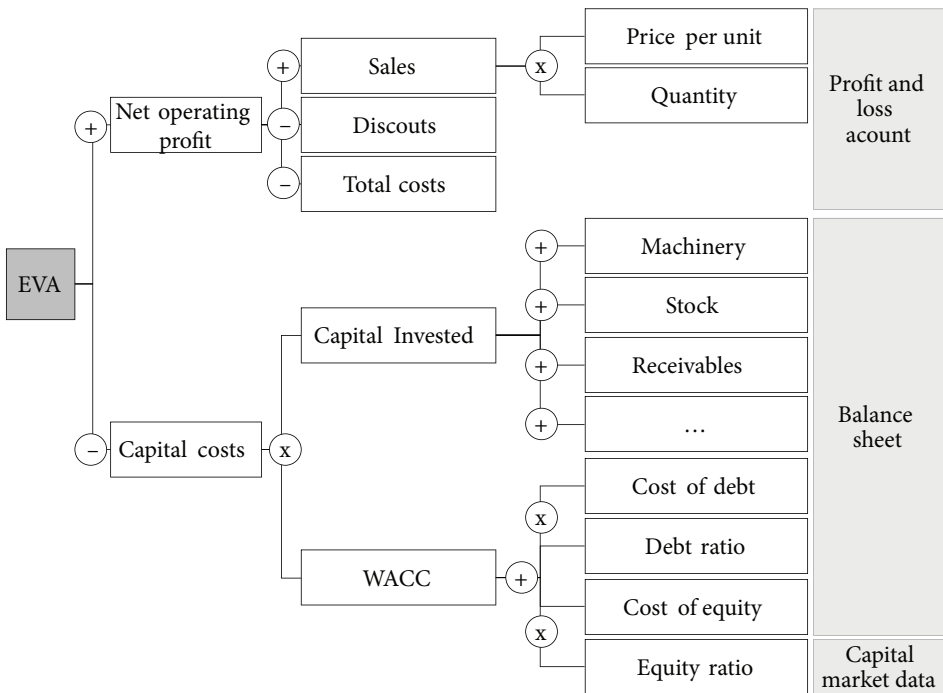 Price per unit
+
Sales
x
Profit and
loss
acount
Quantity
Net operating
profit
+
−
Discouts
−
Total costs
+
Machinery
EVA
+
Stock
Capital Invested
+
Receivables
+
…
Balance
sheet
−
Capital costs
x
Cost of debt
x
Debt ratio
WACC
+
Cost of equity
x
Equity ratio
Capital
market data